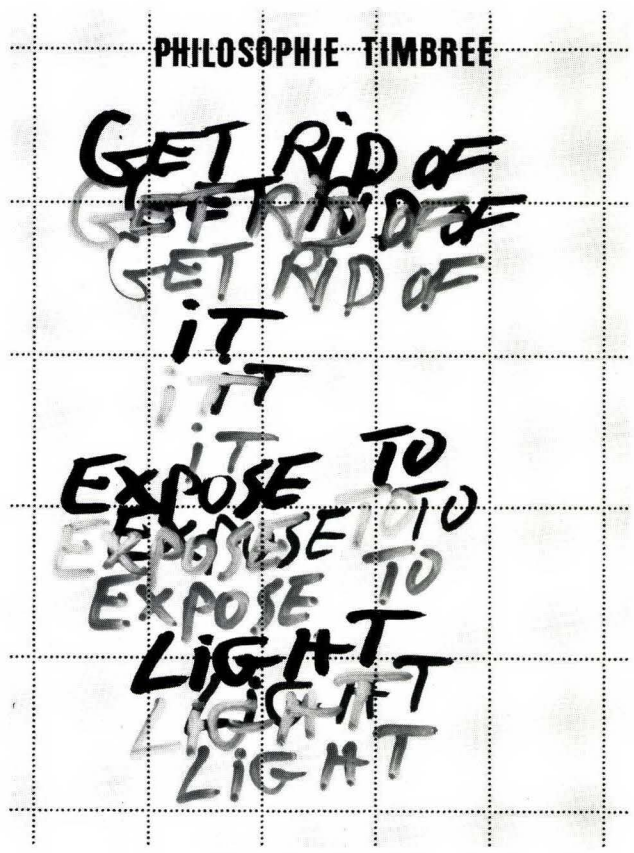 PHILOSOPHIE TIMBREE
GET RiD OF
GET RiD OF
GET RiD OF
iT
iT
iT
EXPOSE TO
EXPOSE TO
EXPOSE TO
LiGHT
LiGHT
LiGHT